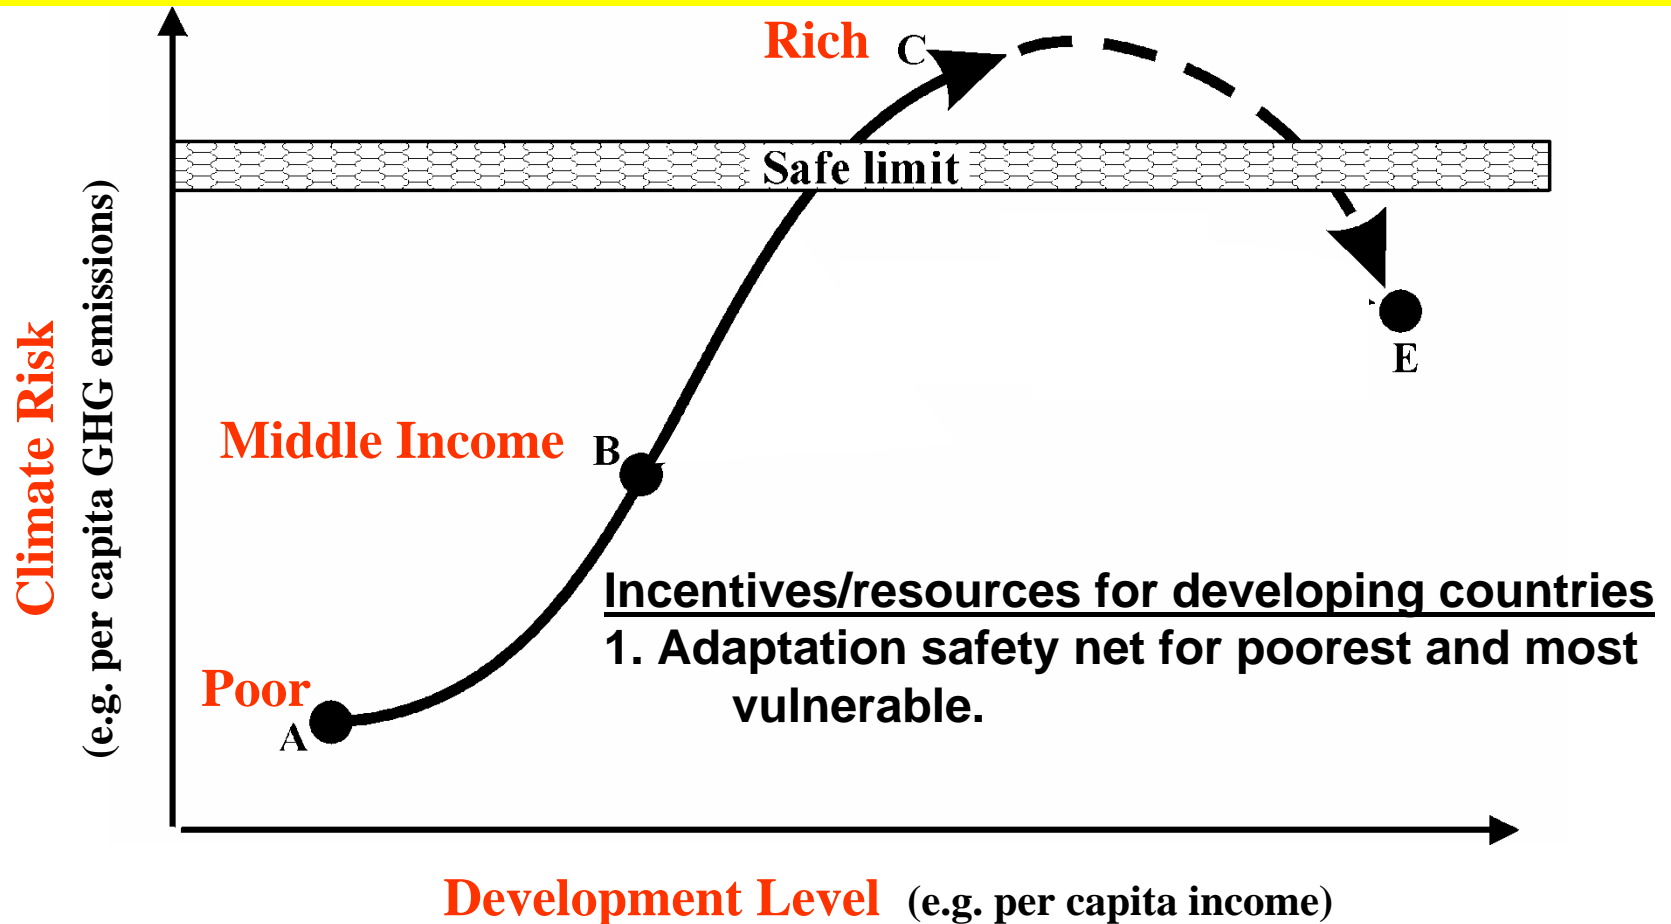 Rich C
Safe limit
E
Middle Income B
Incentives/resources for developing countries
1. Adaptation safety net for poorest and most
vulnerable.
Poor
A
Climate Risk
(e.g. per capita GHG emissions)
Development Level (e.g. per capita income)